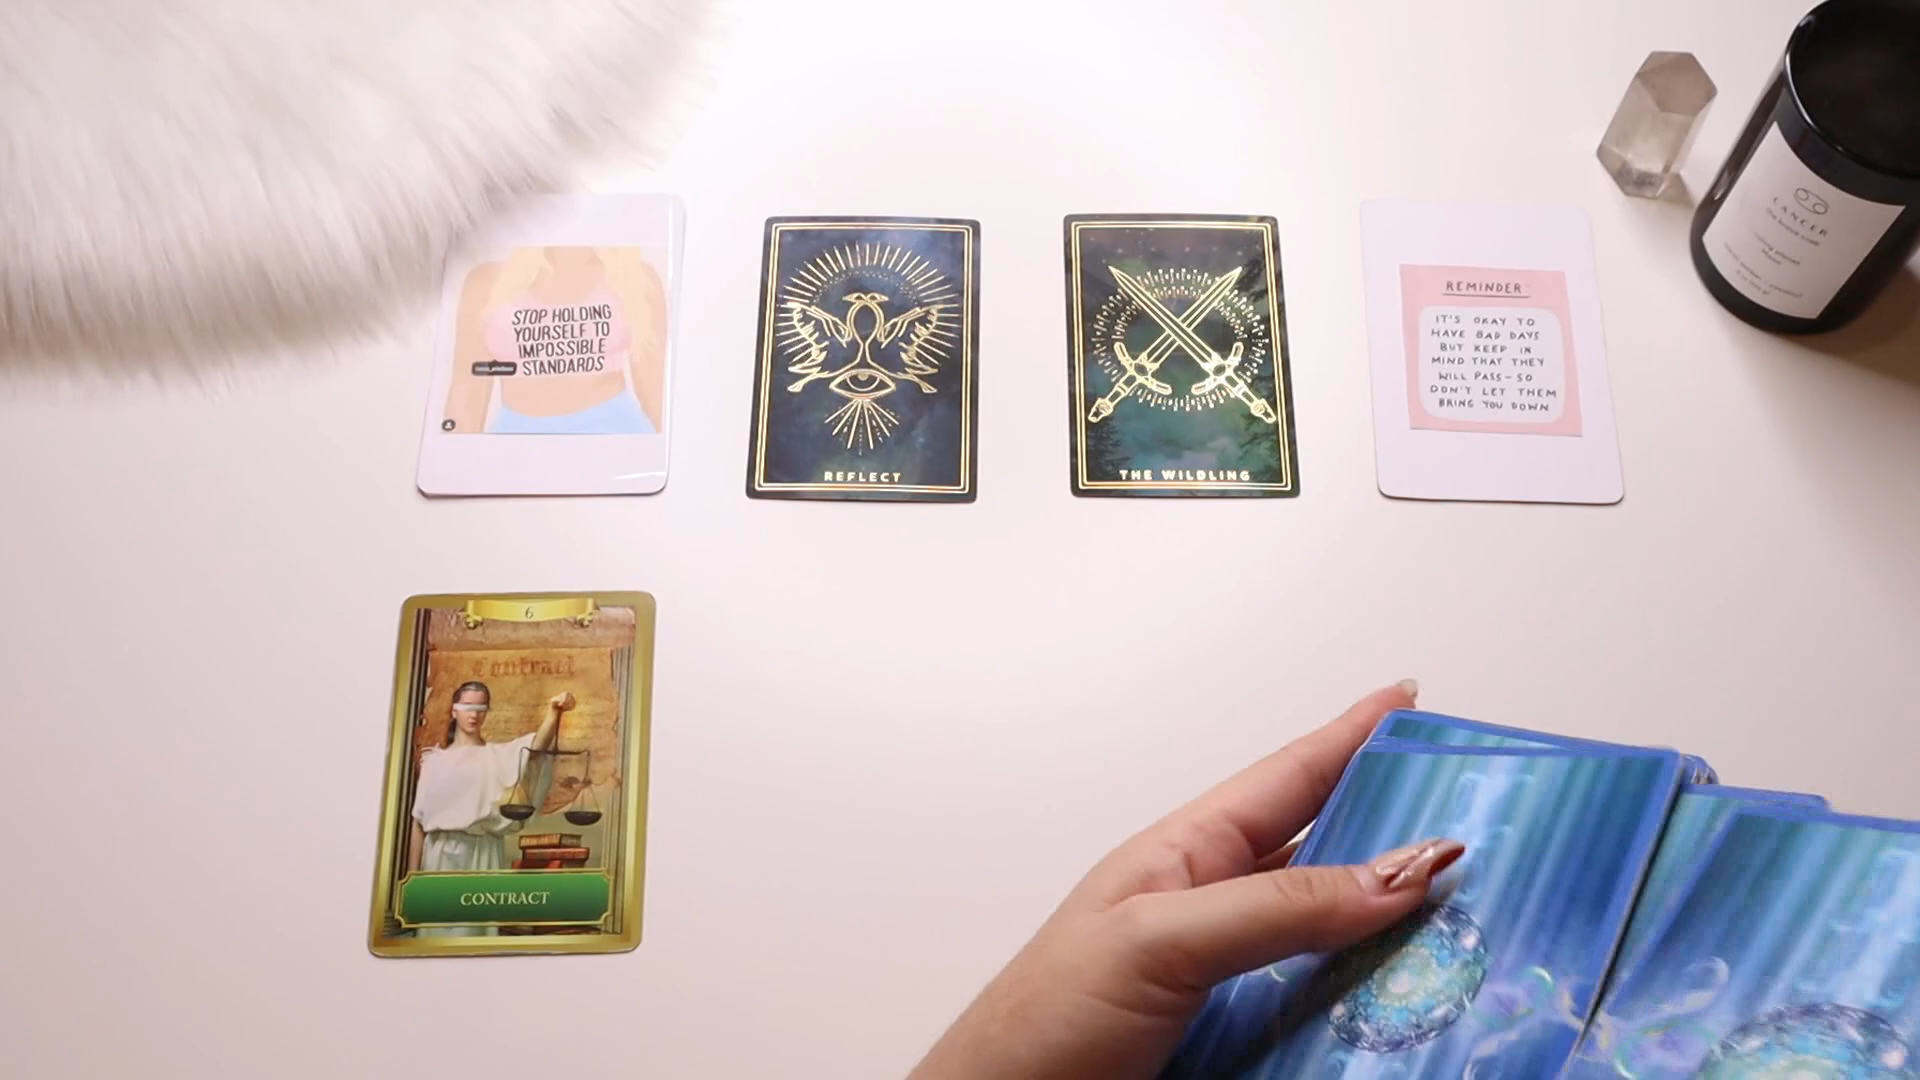 STOP HOLDING
YOURSELF TO
IMPOSSIBLE
STANDARDS
REFLECT
THE WILDLING
REMINDER:
IT'S OKAY TO
HAVE BAD DAYS
BUT KEEP IN
MIND THAT THEY
WILL PASS-SO
DON'T LET THEM
BRING YOU DOWN
CANCER
6
Contract
CONTRACT